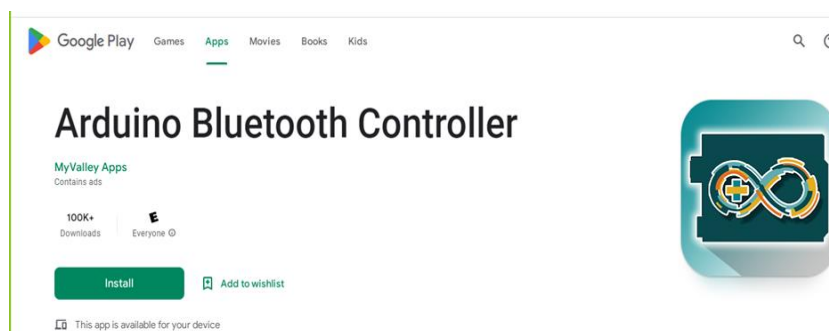 Google Play Games Apps Movies Books Kids
Arduino Bluetooth Controller
MyValley Apps
Contains ads
100K+ E
Downloads Everyone
Install Add to wishlist
This app is available for your device